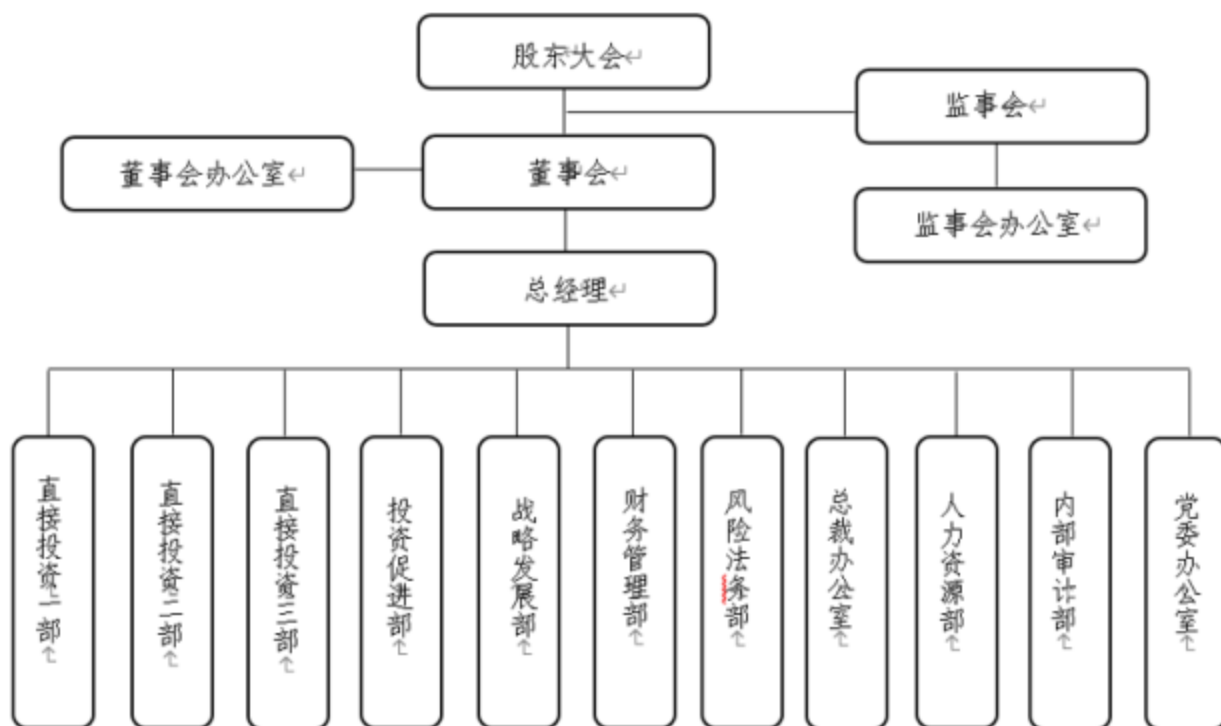 股东大会
监事会
董事会办公室
董事会
监事会办公室
总经理
直接投资一部
直接投资二部
直接投资三部
投资促进部
战略发展部
财务管理部
风险法务部
总裁办公室
人力资源部
内部审计部
党委办公室